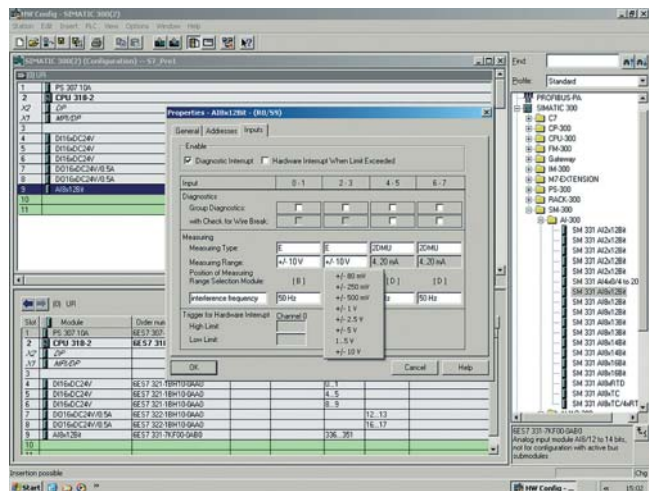 HW Config - SIMATIC 300(2)
Station Edit Insert PLC View Options Window Help
SIMATIC 300(2) (Configuration) -- S7_Pro1
(0) UR
1 PS 307 10A
2 CPU 318-2
X2 DP
X1 MPI/DP
3
4 DI16xDC24V
5 DI16xDC24V
6 DI16xDC24V
7 DO16xDC24V/0.5A
8 DO16xDC24V/0.5A
9 AI8x12Bit
10
11
Properties - AI8x12Bit - (R0/S9)
General Addresses Inputs
Enable
Diagnostic Interrupt Hardware Interrupt When Limit Exceeded
Input 0 - 1 2 - 3 4 - 5 6 - 7
Diagnostics
Group Diagnostics:
with Check for Wire Break:
Measuring
Measuring Type: E E 2DMU 2DMU
Measuring Range: +/- 10 V +/- 10 V 4..20 mA 4..20 mA
Position of Measuring
Range Selection Module: [B] [D] [D]
Interference frequency 50 Hz 50 Hz
+/- 80 mV
+/- 250 mV
+/- 500 mV
+/- 1 V
+/- 2.5 V
+/- 5 V
1..5 V
+/- 10 V
Trigger for Hardware Interrupt Channel 0
High Limit:
Low Limit:
OK Cancel Help
(0) UR
Slot Module Order num
1 PS 307 10A 6ES7 307-
2 CPU 318-2 6ES7 318
X2 DP
X1 MPI/DP
3
4 DI16xDC24V 6ES7 321-1BH10-0AA0 0...1
5 DI16xDC24V 6ES7 321-1BH10-0AA0 4...5
6 DI16xDC24V 6ES7 321-1BH10-0AA0 8...9
7 DO16xDC24V/0.5A 6ES7 322-1BH10-0AA0 12...13
8 DO16xDC24V/0.5A 6ES7 322-1BH10-0AA0 16...17
9 AI8x12Bit 6ES7 331-7KF00-0AB0 336...351
10
Find:
Profile: Standard
PROFIBUS-PA
SIMATIC 300
C7
CP-300
CPU-300
FM-300
Gateway
IM-300
M7-EXTENSION
PS-300
RACK-300
SM-300
AI-300
SM 331 AI2x12Bit
SM 331 AI2x12Bit
SM 331 AI2x12Bit
SM 331 AI2x12Bit
SM 331 AI4x0/4 to 20
SM 331 AI8x12Bit
SM 331 AI8x12Bit
SM 331 AI8x13Bit
SM 331 AI8x14Bit
SM 331 AI8x14Bit
SM 331 AI8x16Bit
SM 331 AI8x16Bit
SM 331 AI8xRTD
SM 331 AI8xTC
SM 331 AI8xTC/4xRT
6ES7 331-7KF00-0AB0
Analog input module AI8/12 to 14 bits,
not for configuration with active bus
submodules
Insertion possible Chg
Start HW Config - ... 15:02